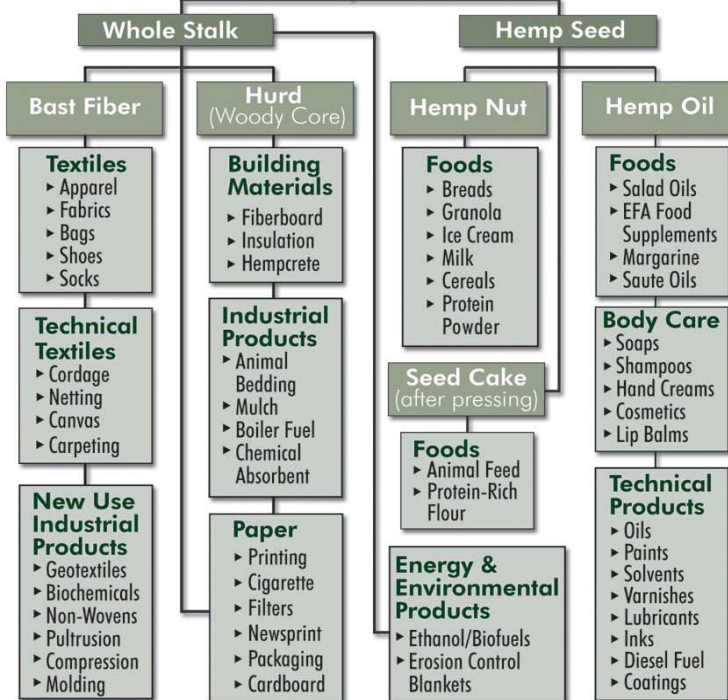 Whole Stalk
Hemp Seed
Bast Fiber
Hurd
(Woody Core)
Hemp Nut
Hemp Oil
Textiles
▸ Apparel
▸ Fabrics
▸ Bags
▸ Shoes
▸ Socks
Technical
Textiles
▸ Cordage
▸ Netting
▸ Canvas
▸ Carpeting
New Use
Industrial
Products
▸ Geotextiles
▸ Biochemicals
▸ Non-Wovens
▸ Pultrusion
▸ Compression
▸ Molding
Building
Materials
▸ Fiberboard
▸ Insulation
▸ Hempcrete
Industrial
Products
▸ Animal
Bedding
▸ Mulch
▸ Boiler Fuel
▸ Chemical
Absorbent
Paper
▸ Printing
▸ Cigarette
▸ Filters
▸ Newsprint
▸ Packaging
▸ Cardboard
Foods
▸ Breads
▸ Granola
▸ Ice Cream
▸ Milk
▸ Cereals
▸ Protein
Powder
Seed Cake
(after pressing)
Foods
▸ Animal Feed
▸ Protein-Rich
Flour
Energy &
Environmental
Products
▸ Ethanol/Biofuels
▸ Erosion Control
Blankets
Foods
▸ Salad Oils
▸ EFA Food
Supplements
▸ Margarine
▸ Saute Oils
Body Care
▸ Soaps
▸ Shampoos
▸ Hand Creams
▸ Cosmetics
▸ Lip Balms
Technical
Products
▸ Oils
▸ Paints
▸ Solvents
▸ Varnishes
▸ Lubricants
▸ Inks
▸ Diesel Fuel
▸ Coatings